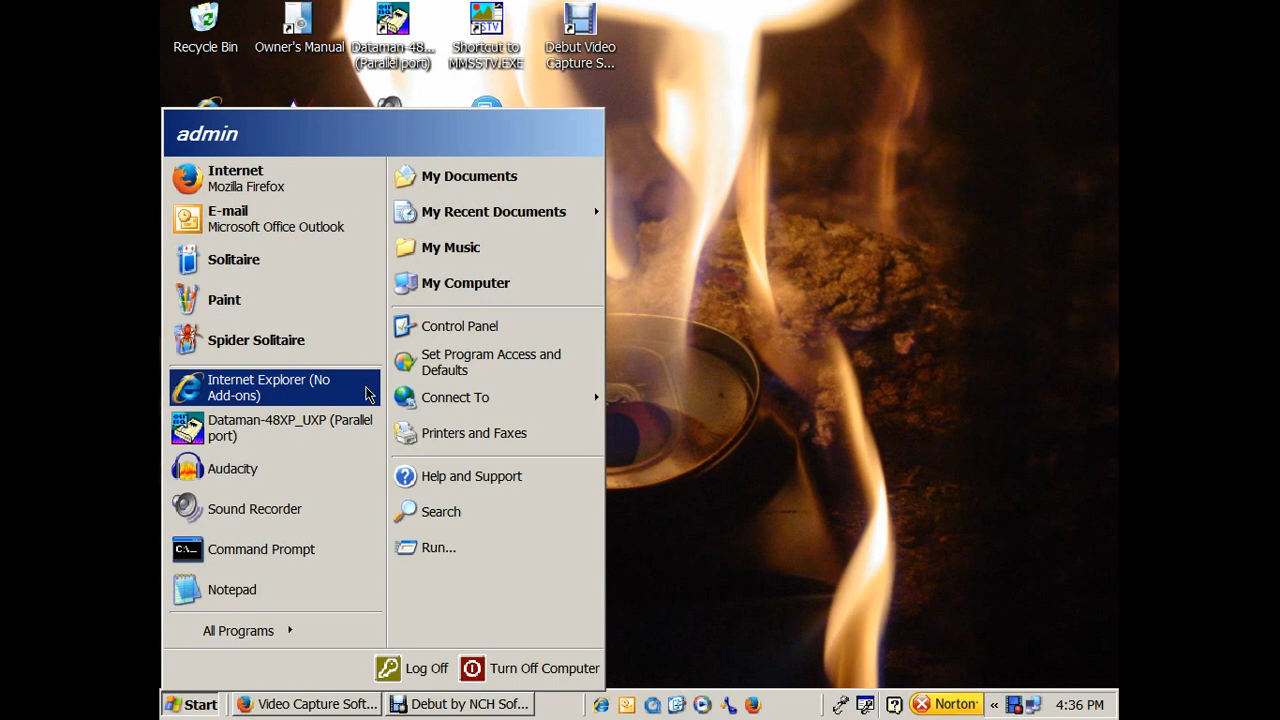 Recycle Bin
Owner's Manual
Dataman-48...
(Parallel port)
STV
Shortcut to
MMSSTV.EXE
Debut Video
Capture S...
admin
Internet
Mozilla Firefox
E-mail
Microsoft Office Outlook
Solitaire
Paint
Spider Solitaire
Internet Explorer (No
Add-ons)
Dataman-48XP_UXP (Parallel
port)
Audacity
Sound Recorder
C:\_
Command Prompt
Notepad
All Programs
My Documents
My Recent Documents
My Music
My Computer
Control Panel
Set Program Access and
Defaults
Connect To
Printers and Faxes
Help and Support
Search
Run...
Log Off
Turn Off Computer
Start
Video Capture Soft...
Debut by NCH Sof...
Norton
«
4:36 PM